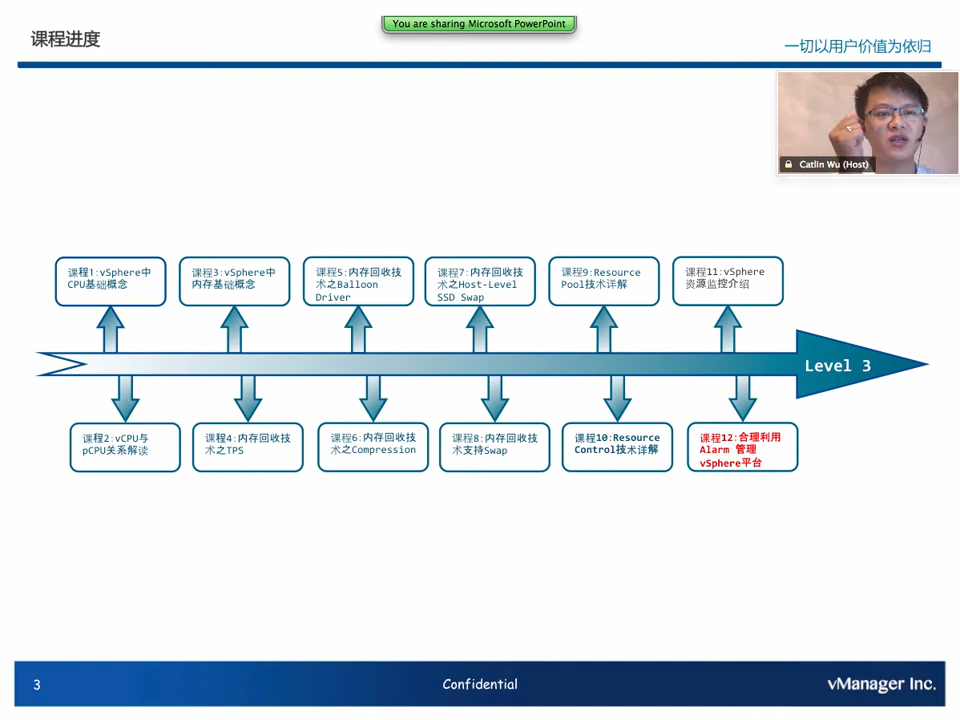 You are sharing Microsoft PowerPoint
课程进度
一切以用户价值为依归
Catlin Wu (Host)
课程1:vSphere中
CPU基础概念
课程3:vSphere中
内存基础概念
课程5:内存回收技
术之Balloon
Driver
课程7:内存回收技
术之Host-Level
SSD Swap
课程9:Resource
Pool技术详解
课程11:vSphere
资源监控介绍
Level 3
课程2:vCPU与
pCPU关系解读
课程4:内存回收技
术之TPS
课程6:内存回收技
术之Compression
课程8:内存回收技
术支持Swap
课程10:Resource
Control技术详解
课程12:合理利用
Alarm 管理
vSphere平台
3
Confidential
vManager Inc.